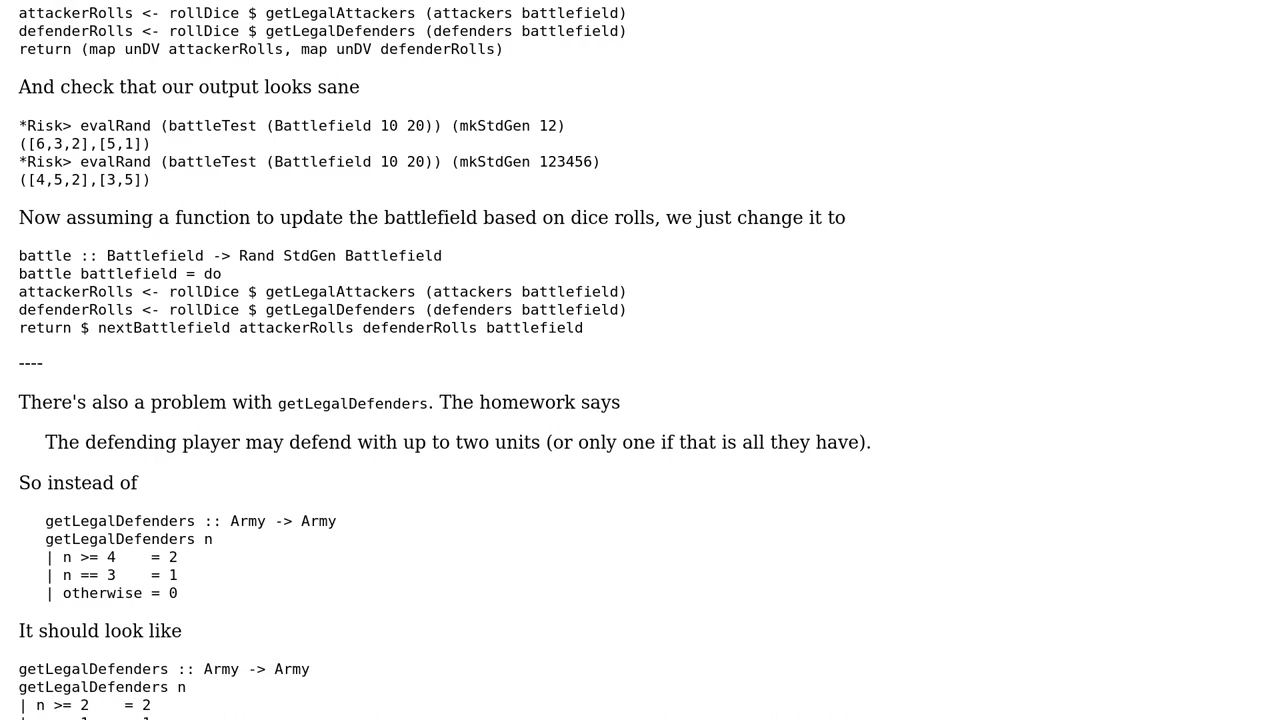 attackerRolls <- rollDice $ getLegalAttackers (attackers battlefield)
defenderRolls <- rollDice $ getLegalDefenders (defenders battlefield)
return (map unDV attackerRolls, map unDV defenderRolls)
And check that our output looks sane
*Risk> evalRand (battleTest (Battlefield 10 20)) (mkStdGen 12)
([6,3,2],[5,1])
*Risk> evalRand (battleTest (Battlefield 10 20)) (mkStdGen 123456)
([4,5,2],[3,5])
Now assuming a function to update the battlefield based on dice rolls, we just change it to
battle :: Battlefield -> Rand StdGen Battlefield
battle battlefield = do
attackerRolls <- rollDice $ getLegalAttackers (attackers battlefield)
defenderRolls <- rollDice $ getLegalDefenders (defenders battlefield)
return $ nextBattlefield attackerRolls defenderRolls battlefield
----
There's also a problem with getLegalDefenders. The homework says
The defending player may defend with up to two units (or only one if that is all they have).
So instead of
getLegalDefenders :: Army -> Army
getLegalDefenders n
| n >= 4    = 2
| n == 3    = 1
| otherwise = 0
It should look like
getLegalDefenders :: Army -> Army
getLegalDefenders n
| n >= 2    = 2